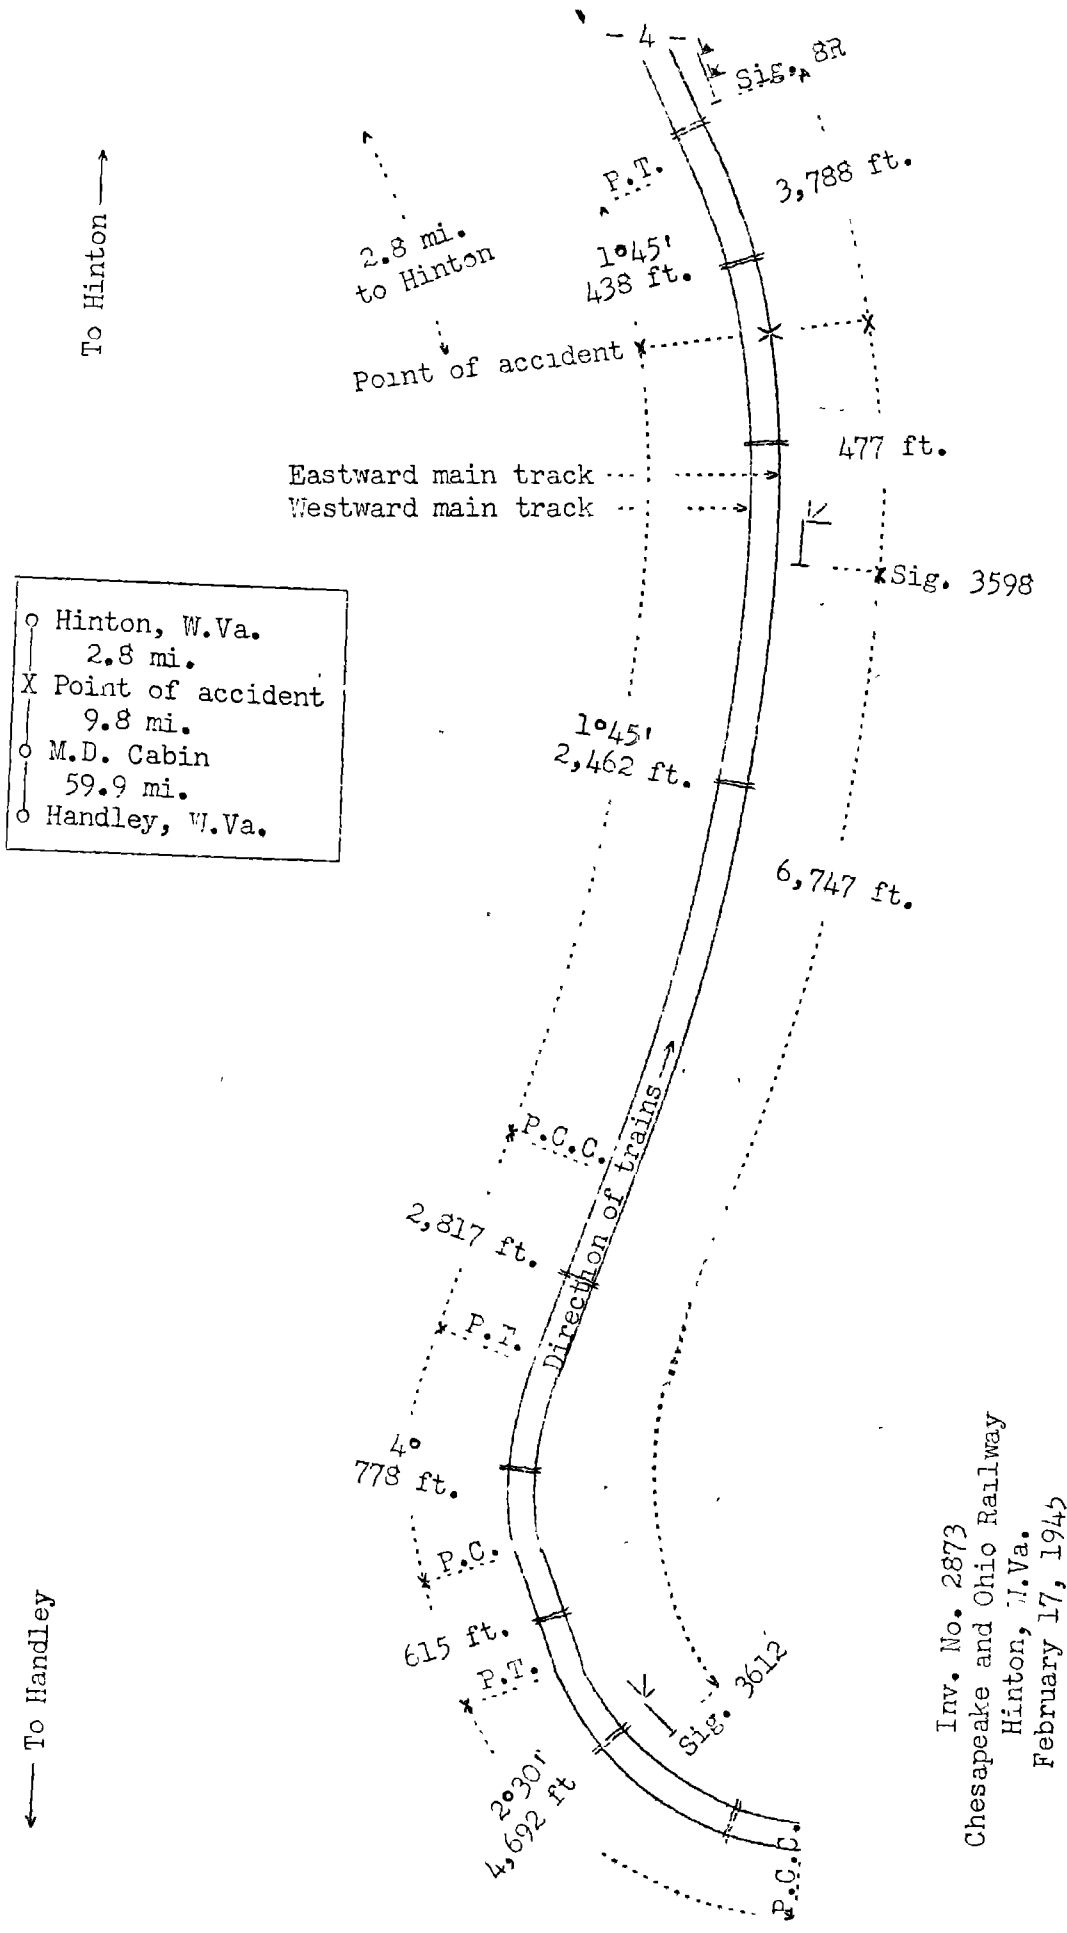 - 4 -
Sig. 8R
To Hinton
P.T.
3,788 ft.
2.8 mi.
to Hinton
1°45'
438 ft.
Point of accident
477 ft.
Eastward main track
Westward main track
Sig. 3598
Hinton, W.Va.
2.8 mi.
Point of accident
9.8 mi.
M.D. Cabin
59.9 mi.
Handley, W.Va.
1°45'
2,462 ft.
6,747 ft.
Direction of trains
P.C.C.
2,817 ft.
P.T.
4°
778 ft.
P.C.
615 ft.
P.T.
Sig. 3612
2°30'
4,692 ft
P.C.C.
To Handley
Inv. No. 2873
Chesapeake and Ohio Railway
Hinton, W.Va.
February 17, 1945